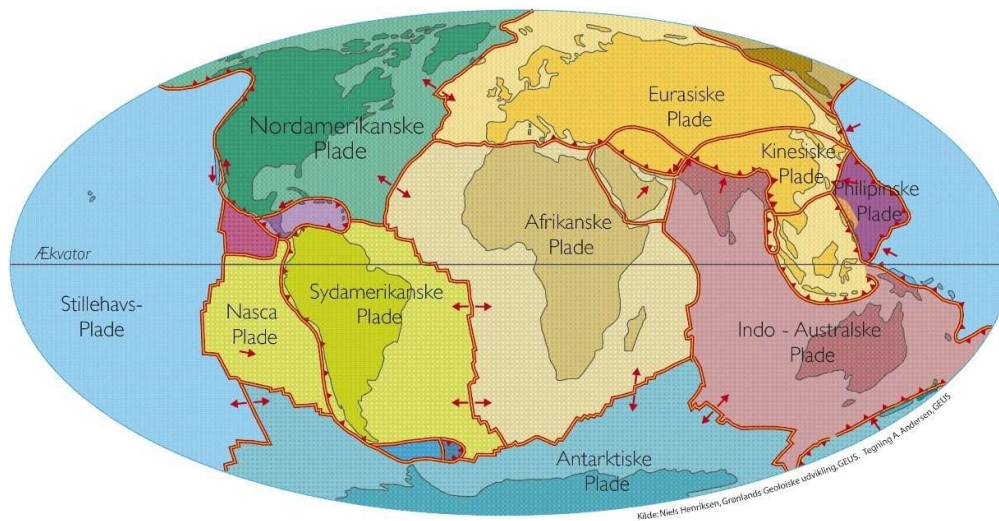 Nordamerikanske
Plade
Eurasiske
Plade
Kinesiske
Plade
Philipinske
Plade
Afrikanske
Plade
Ækvator
Stillehavs-
Plade
Nasca
Plade
Sydamerikanske
Plade
Indo - Australske
Plade
Antarktiske
Plade
Kilde: Niels Henriksen, Grønlands Geoloiske udvikling, GEUS. Tegning A. Andersen, GEUS